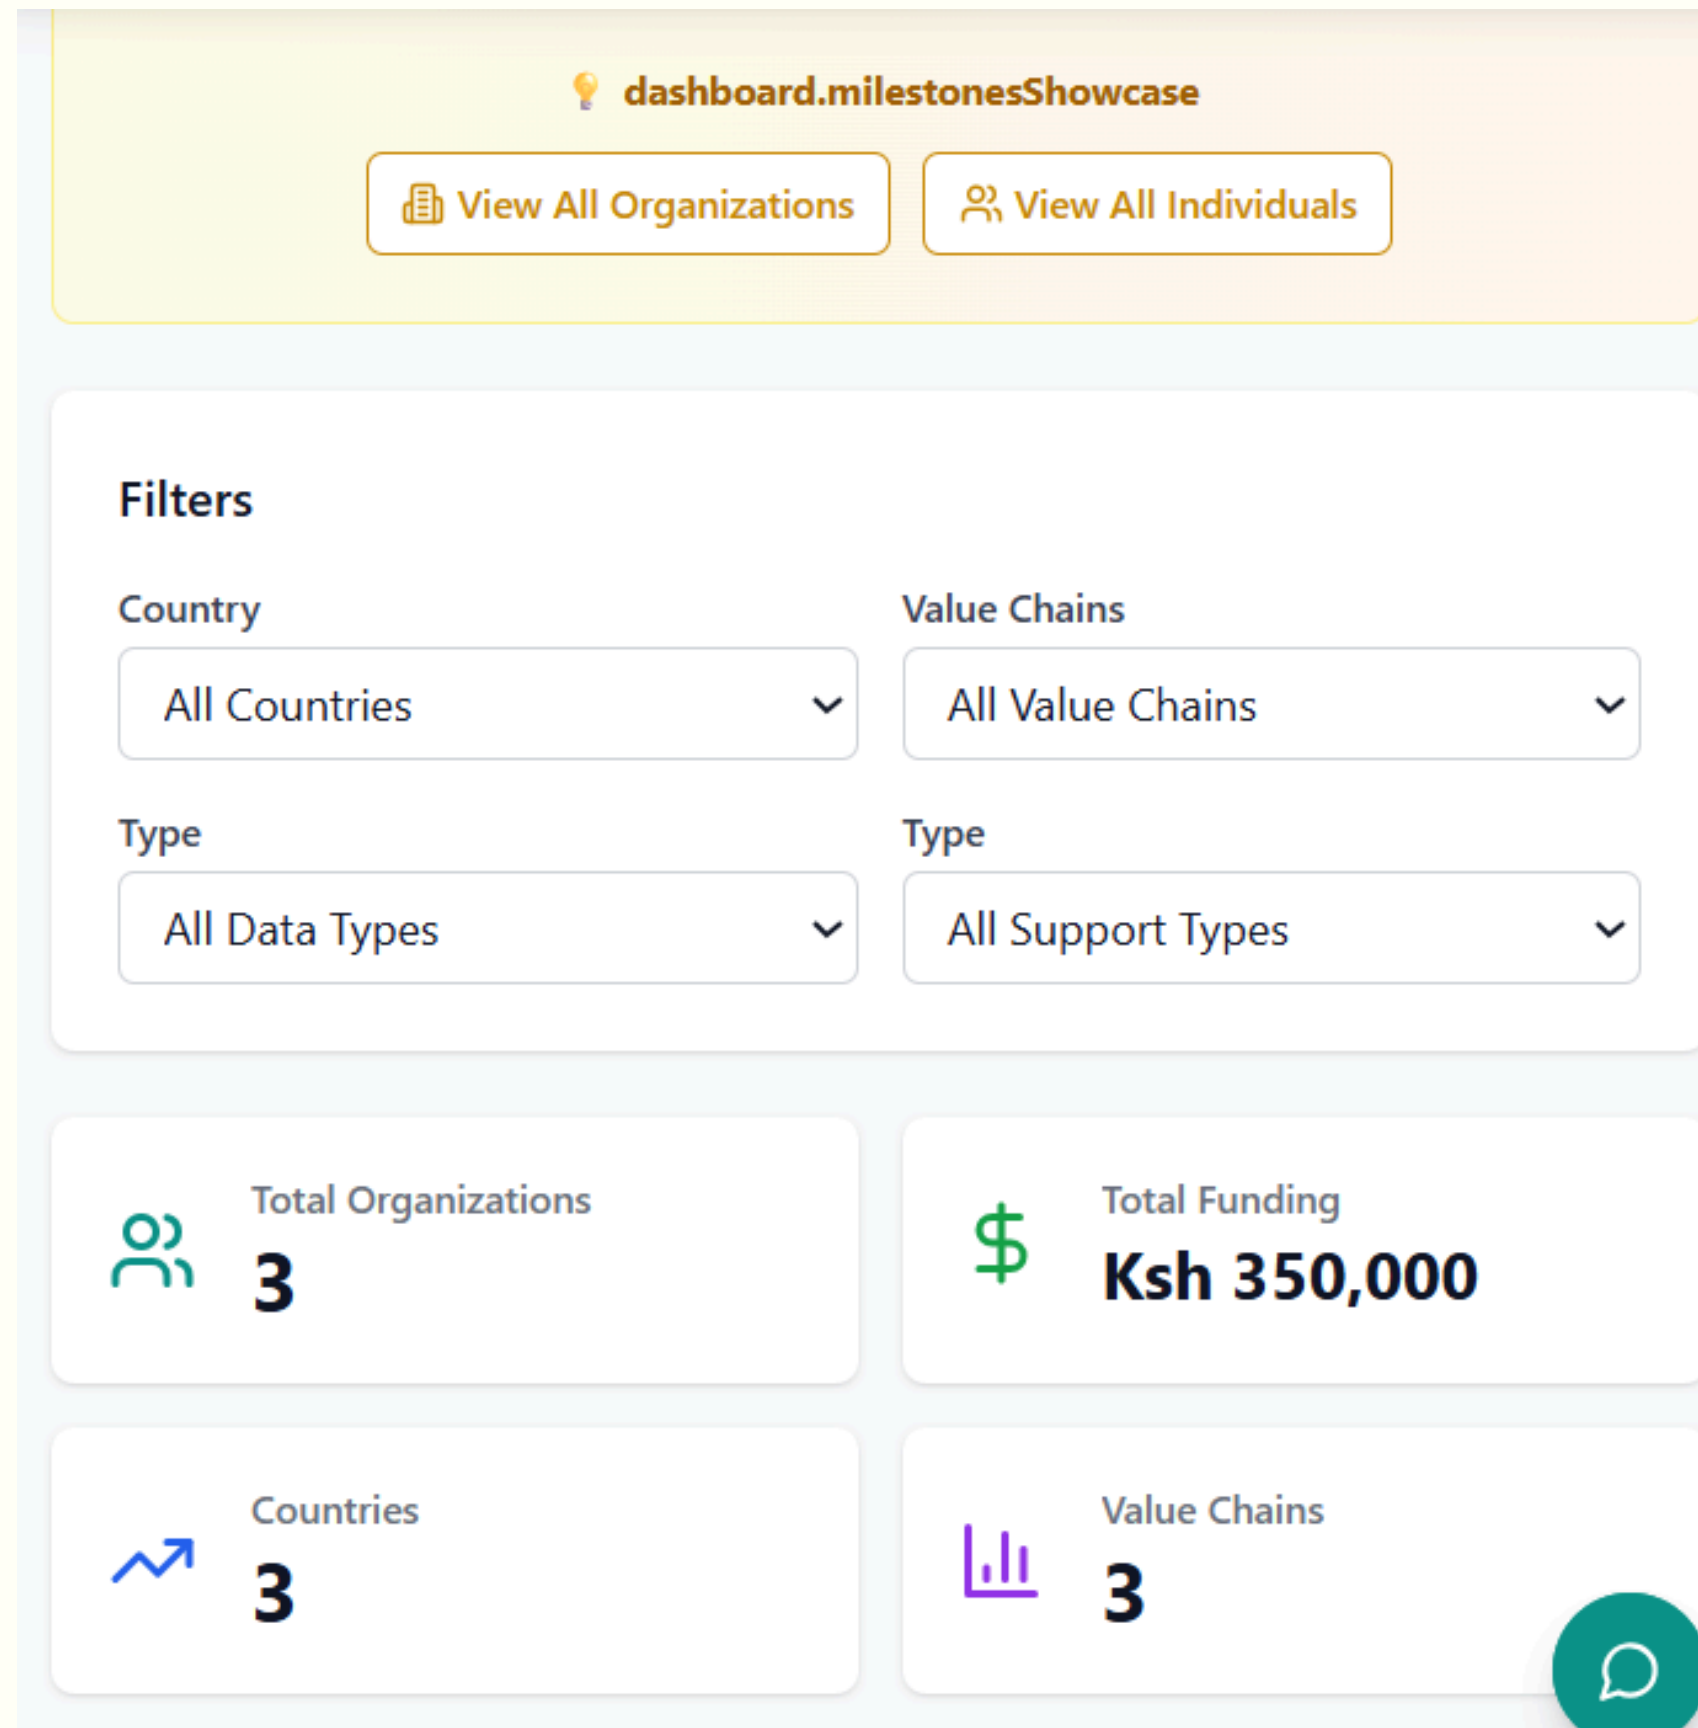 dashboard.milestonesShowcase
View All Organizations
View All Individuals
Filters
Country
Value Chains
All Countries
All Value Chains
Type
Type
All Data Types
All Support Types
Total Organizations
3
Total Funding
Ksh 350,000
Countries
3
Value Chains
3